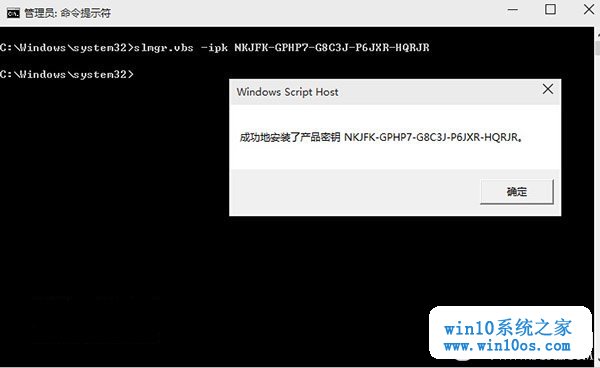 管理员: 命令提示符
C:\Windows\system32>slmgr.vbs -ipk NKJFK-GPHP7-G8C3J-P6JXR-HQRJR
C:\Windows\system32>
Windows Script Host
成功地安装了产品密钥 NKJFK-GPHP7-G8C3J-P6JXR-HQRJR。
确定
win10系统之家
www.win10os.com